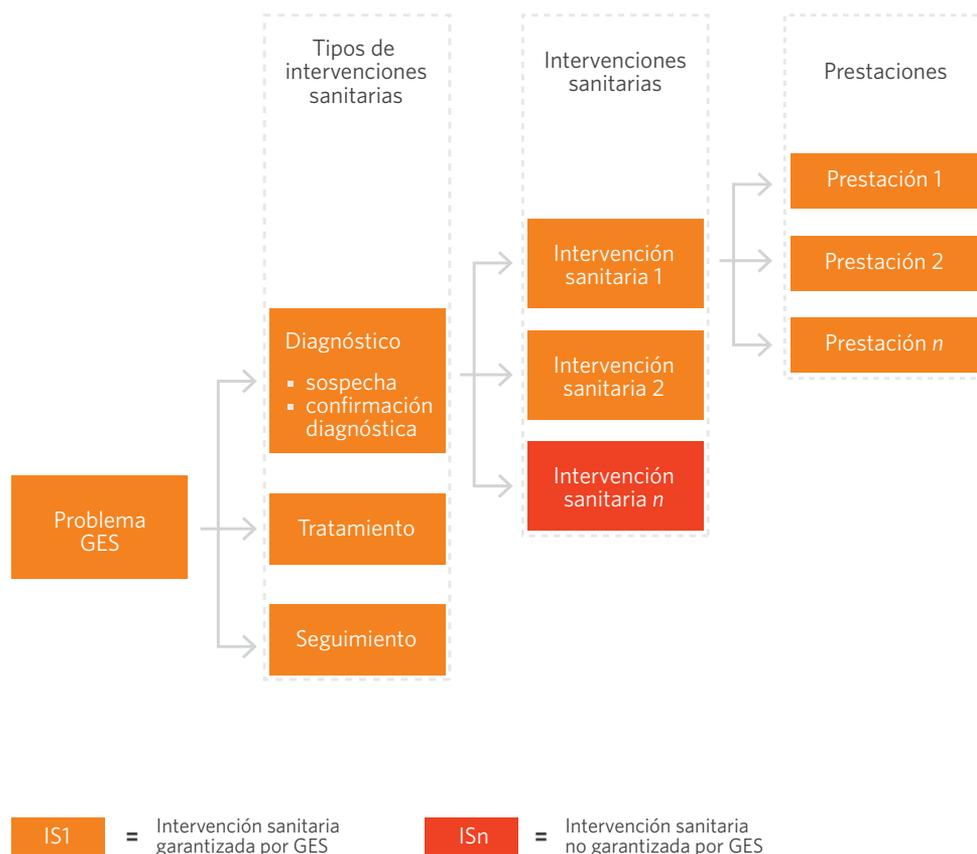 Tipos de
intervenciones
sanitarias
Intervenciones
sanitarias
Prestaciones
Problema
GES
Diagnóstico
▪ sospecha
▪ confirmación
diagnóstica
Tratamiento
Seguimiento
Intervención
sanitaria 1
Intervención
sanitaria 2
Intervención
sanitaria n
Prestación 1
Prestación 2
Prestación n
IS1 = Intervención sanitaria
garantizada por GES
ISn = Intervención sanitaria
no garantizada por GES